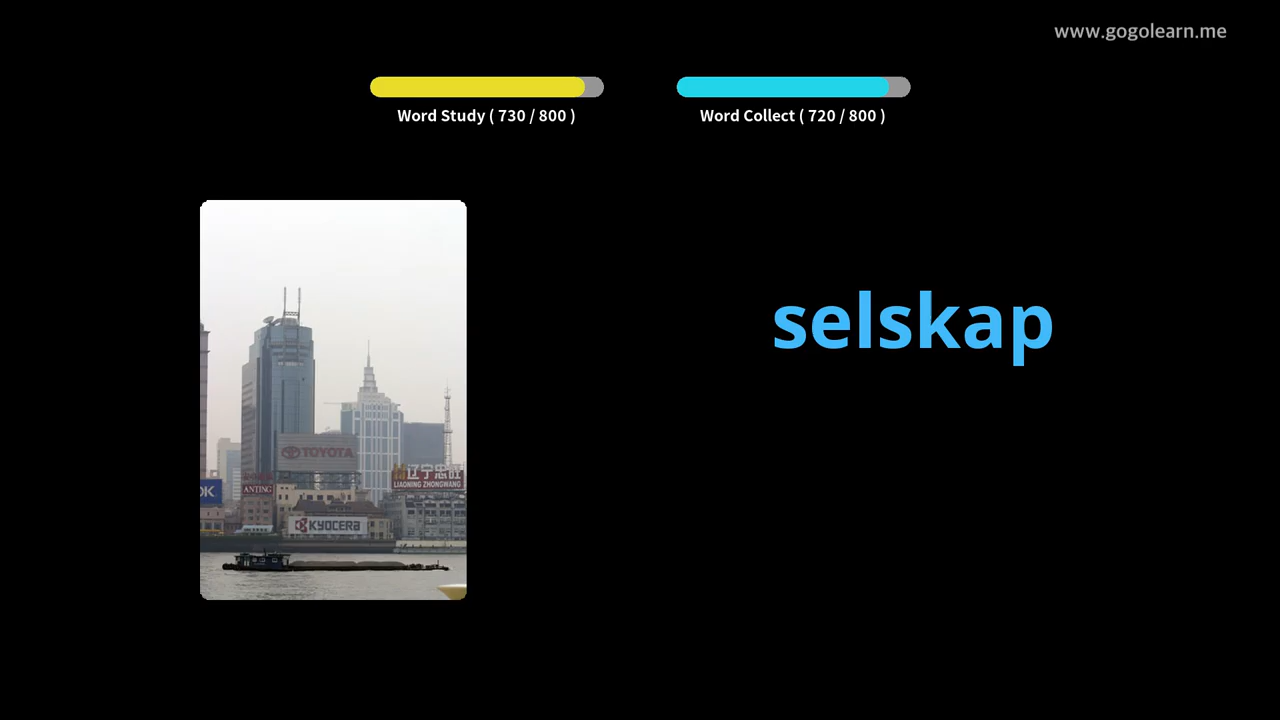 www.gogolearn.me
Word Study ( 730 / 800 )
Word Collect ( 720 / 800 )
selskap
TOYOTA
辽宁忠旺
LIAONING ZHONGWANG
OK
ANTING
KYOCERA